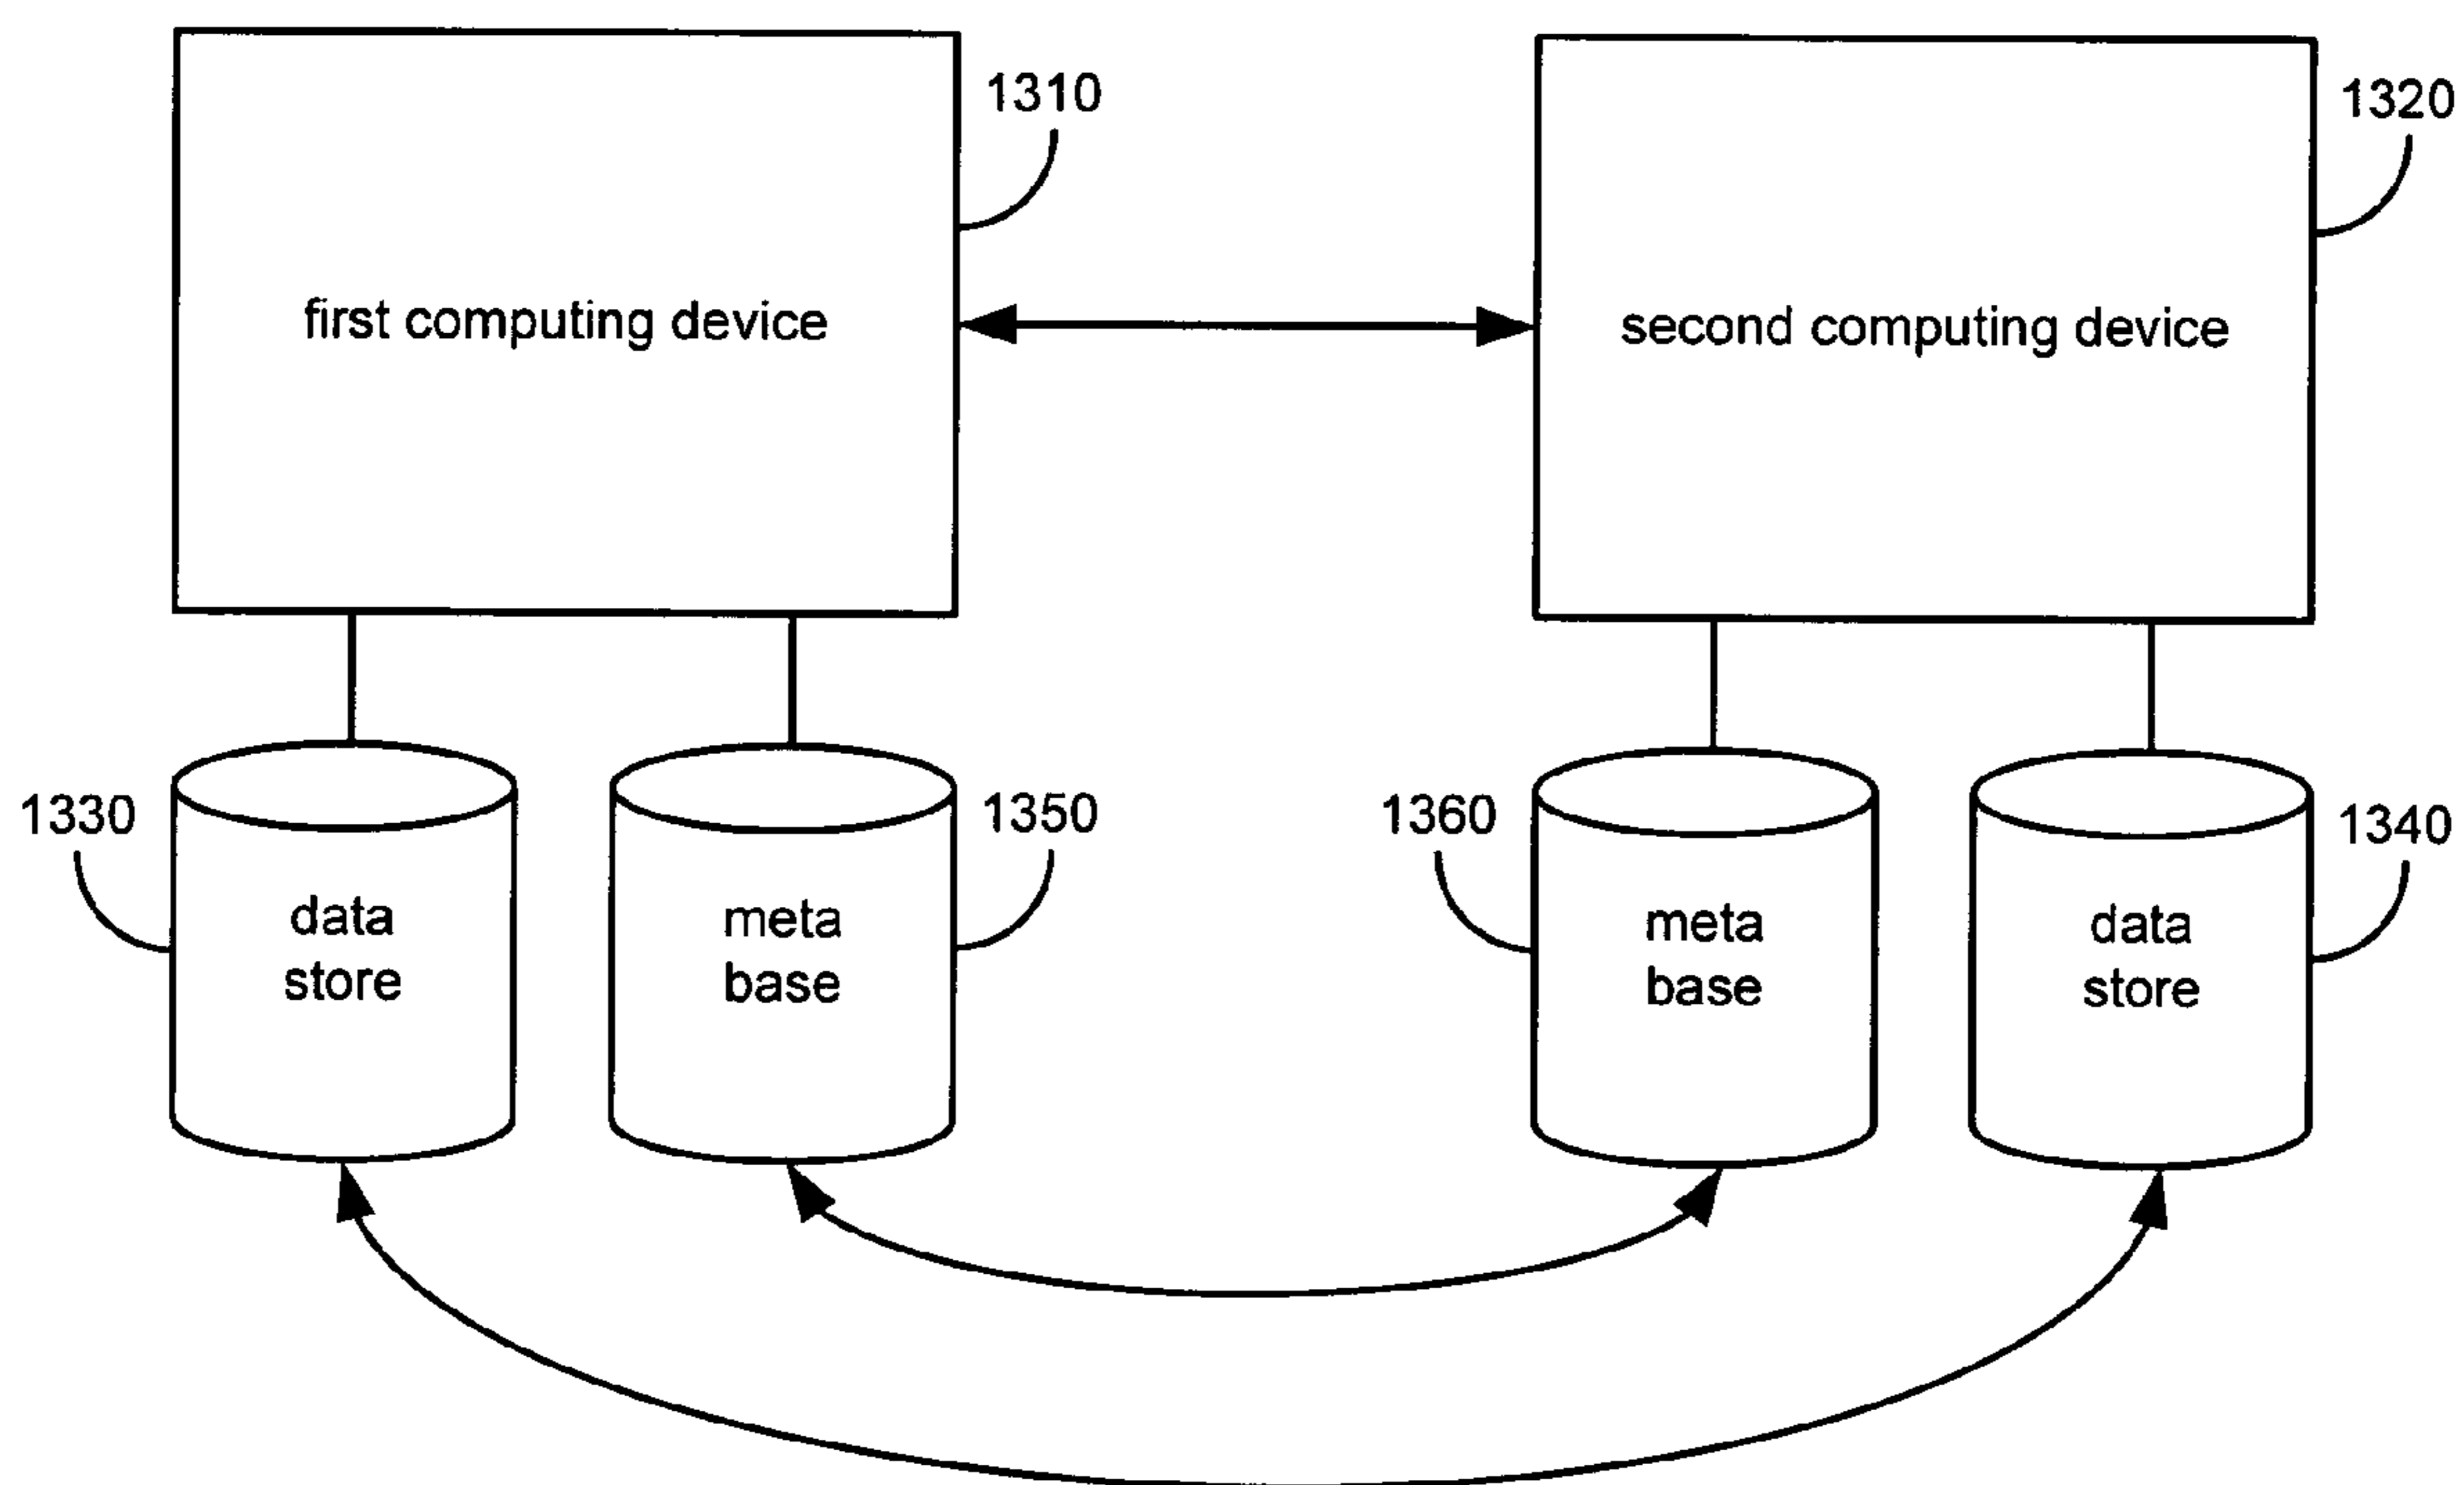 1310
1320
first computing device
second computing device
1330
1350
1360
1340
data
store
meta
base
meta
base
data
store